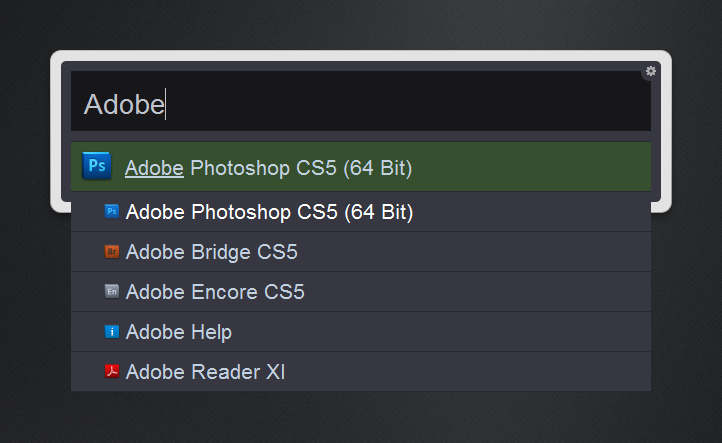 Adobe
Ps Adobe Photoshop CS5 (64 Bit)
Ps Adobe Photoshop CS5 (64 Bit)
Br Adobe Bridge CS5
En Adobe Encore CS5
i Adobe Help
Adobe Reader XI